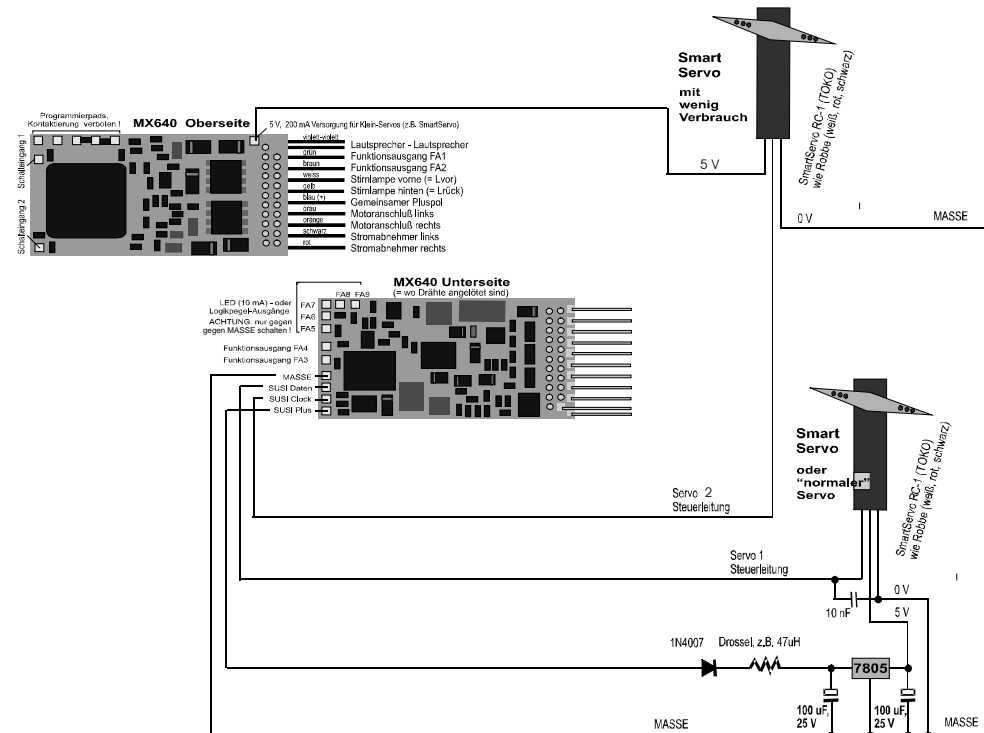 Programmierpads,
Kontaktierung verboten !
MX640 Oberseite
5 V, 200 mA Versorgung für Klein-Servos (z.B. SmartServo)
Schalteingang 1
Schalteingang 2
violett-violett
Lautsprecher - Lautsprecher
grün
Funktionsausgang FA1
braun
Funktionsausgang FA2
weiss
Stirnlampe vorne (= Lvor)
gelb
Stirnlampe hinten (= Lrück)
blau (+)
Gemeinsamer Pluspol
grau
Motoranschluß links
orange
Motoranschluß rechts
schwarz
Stromabnehmer links
rot
Stromabnehmer rechts
Smart
Servo
mit
wenig
Verbrauch
SmartServo RC-1 (TOKO)
wie Robbe (weiß, rot, schwarz)
5 V
0 V
MASSE
MX640 Unterseite
(= wo Drähte angelötet sind)
LED (10 mA) - oder
Logikpegel-Ausgänge
ACHTUNG: nur gegen
gegen MASSE schalten !
FA8
FA9
FA7
FA6
FA5
Funktionsausgang FA4
Funktionsausgang FA3
MASSE
SUSI Daten
SUSI Clock
SUSI Plus
Smart
Servo
oder
“normaler”
Servo
SmartServo RC-1 (TOKO)
wie Robbe (weiß, rot, schwarz)
Servo 2
Steuerleitung
Servo 1
Steuerleitung
10 nF
0 V
5 V
1N4007
Drossel, z.B. 47uH
7805
100 uF,
25 V
100 uF,
25 V
MASSE
MASSE